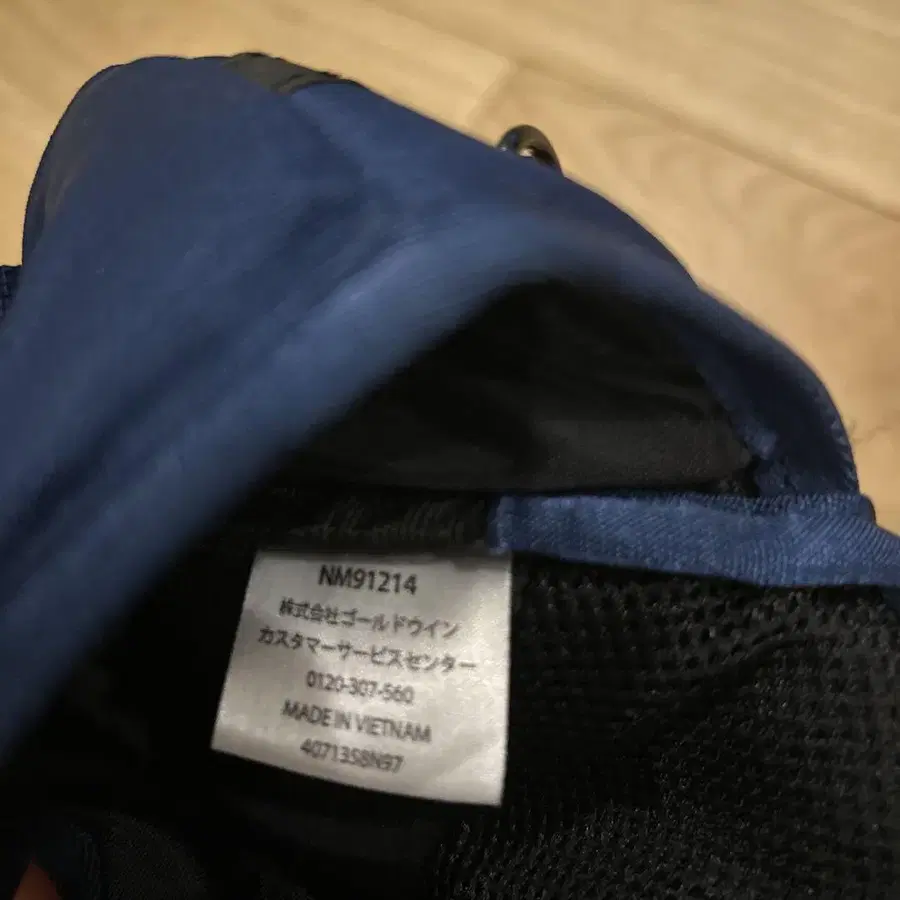 NM91214
株式会社ゴールドウイン
カスタマーサービスセンター
0120-307-560
MADE IN VIETNAM
4071358N97